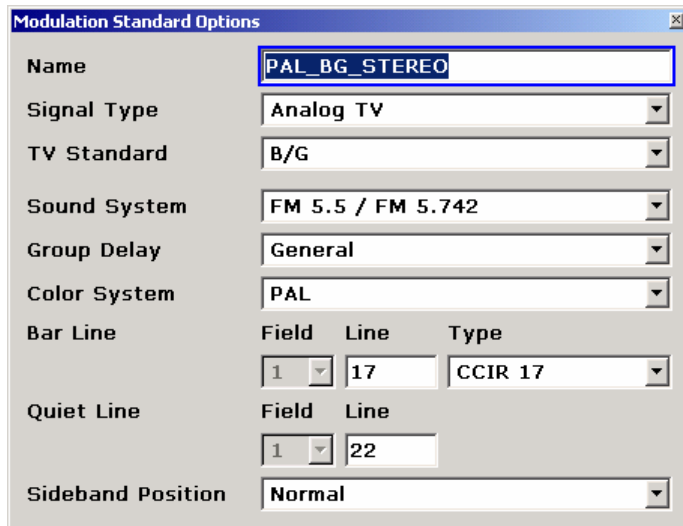 Modulation Standard Options
Name PAL_BG_STEREO
Signal Type Analog TV
TV Standard B/G
Sound System FM 5.5 / FM 5.742
Group Delay General
Color System PAL
Bar Line Field Line Type
1 17 CCIR 17
Quiet Line Field Line
1 22
Sideband Position Normal